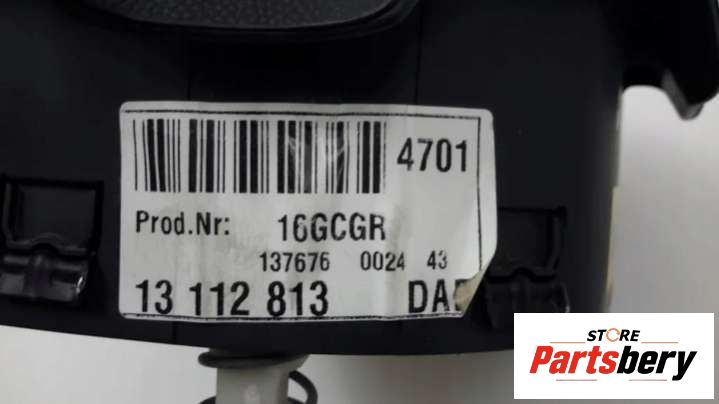 4701
Prod.Nr: 16GCGR
137676 0024 43
13 112 813
STORE
Partsbery